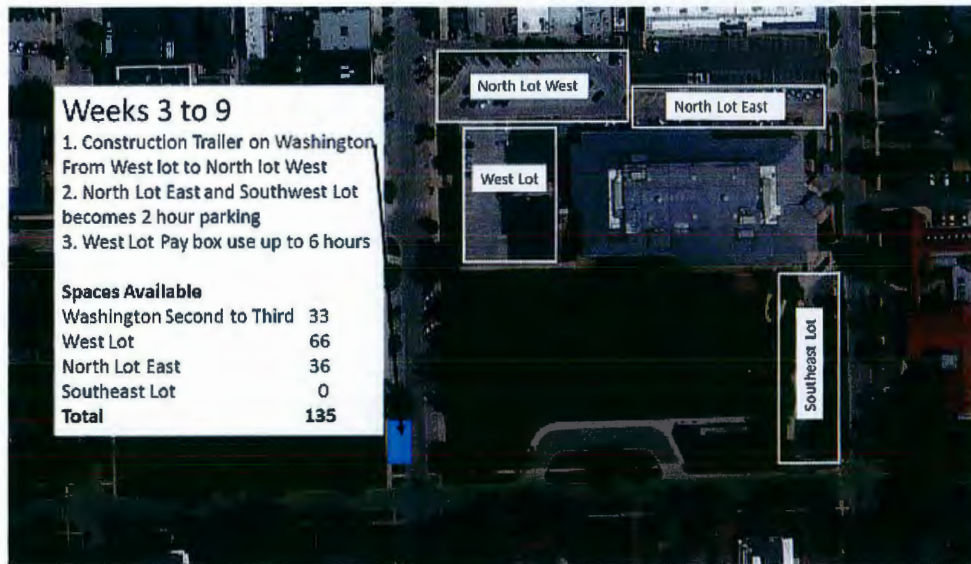 North Lot West
North Lot East
Weeks 3 to 9
1. Construction Trailer on Washington
From West lot to North lot West
2. North Lot East and Southwest Lot
becomes 2 hour parking
3. West Lot Pay box use up to 6 hours
West Lot
Spaces Available
Washington Second to Third 33
West Lot 66
North Lot East 36
Southeast Lot 0
Total 135
Southeast Lot